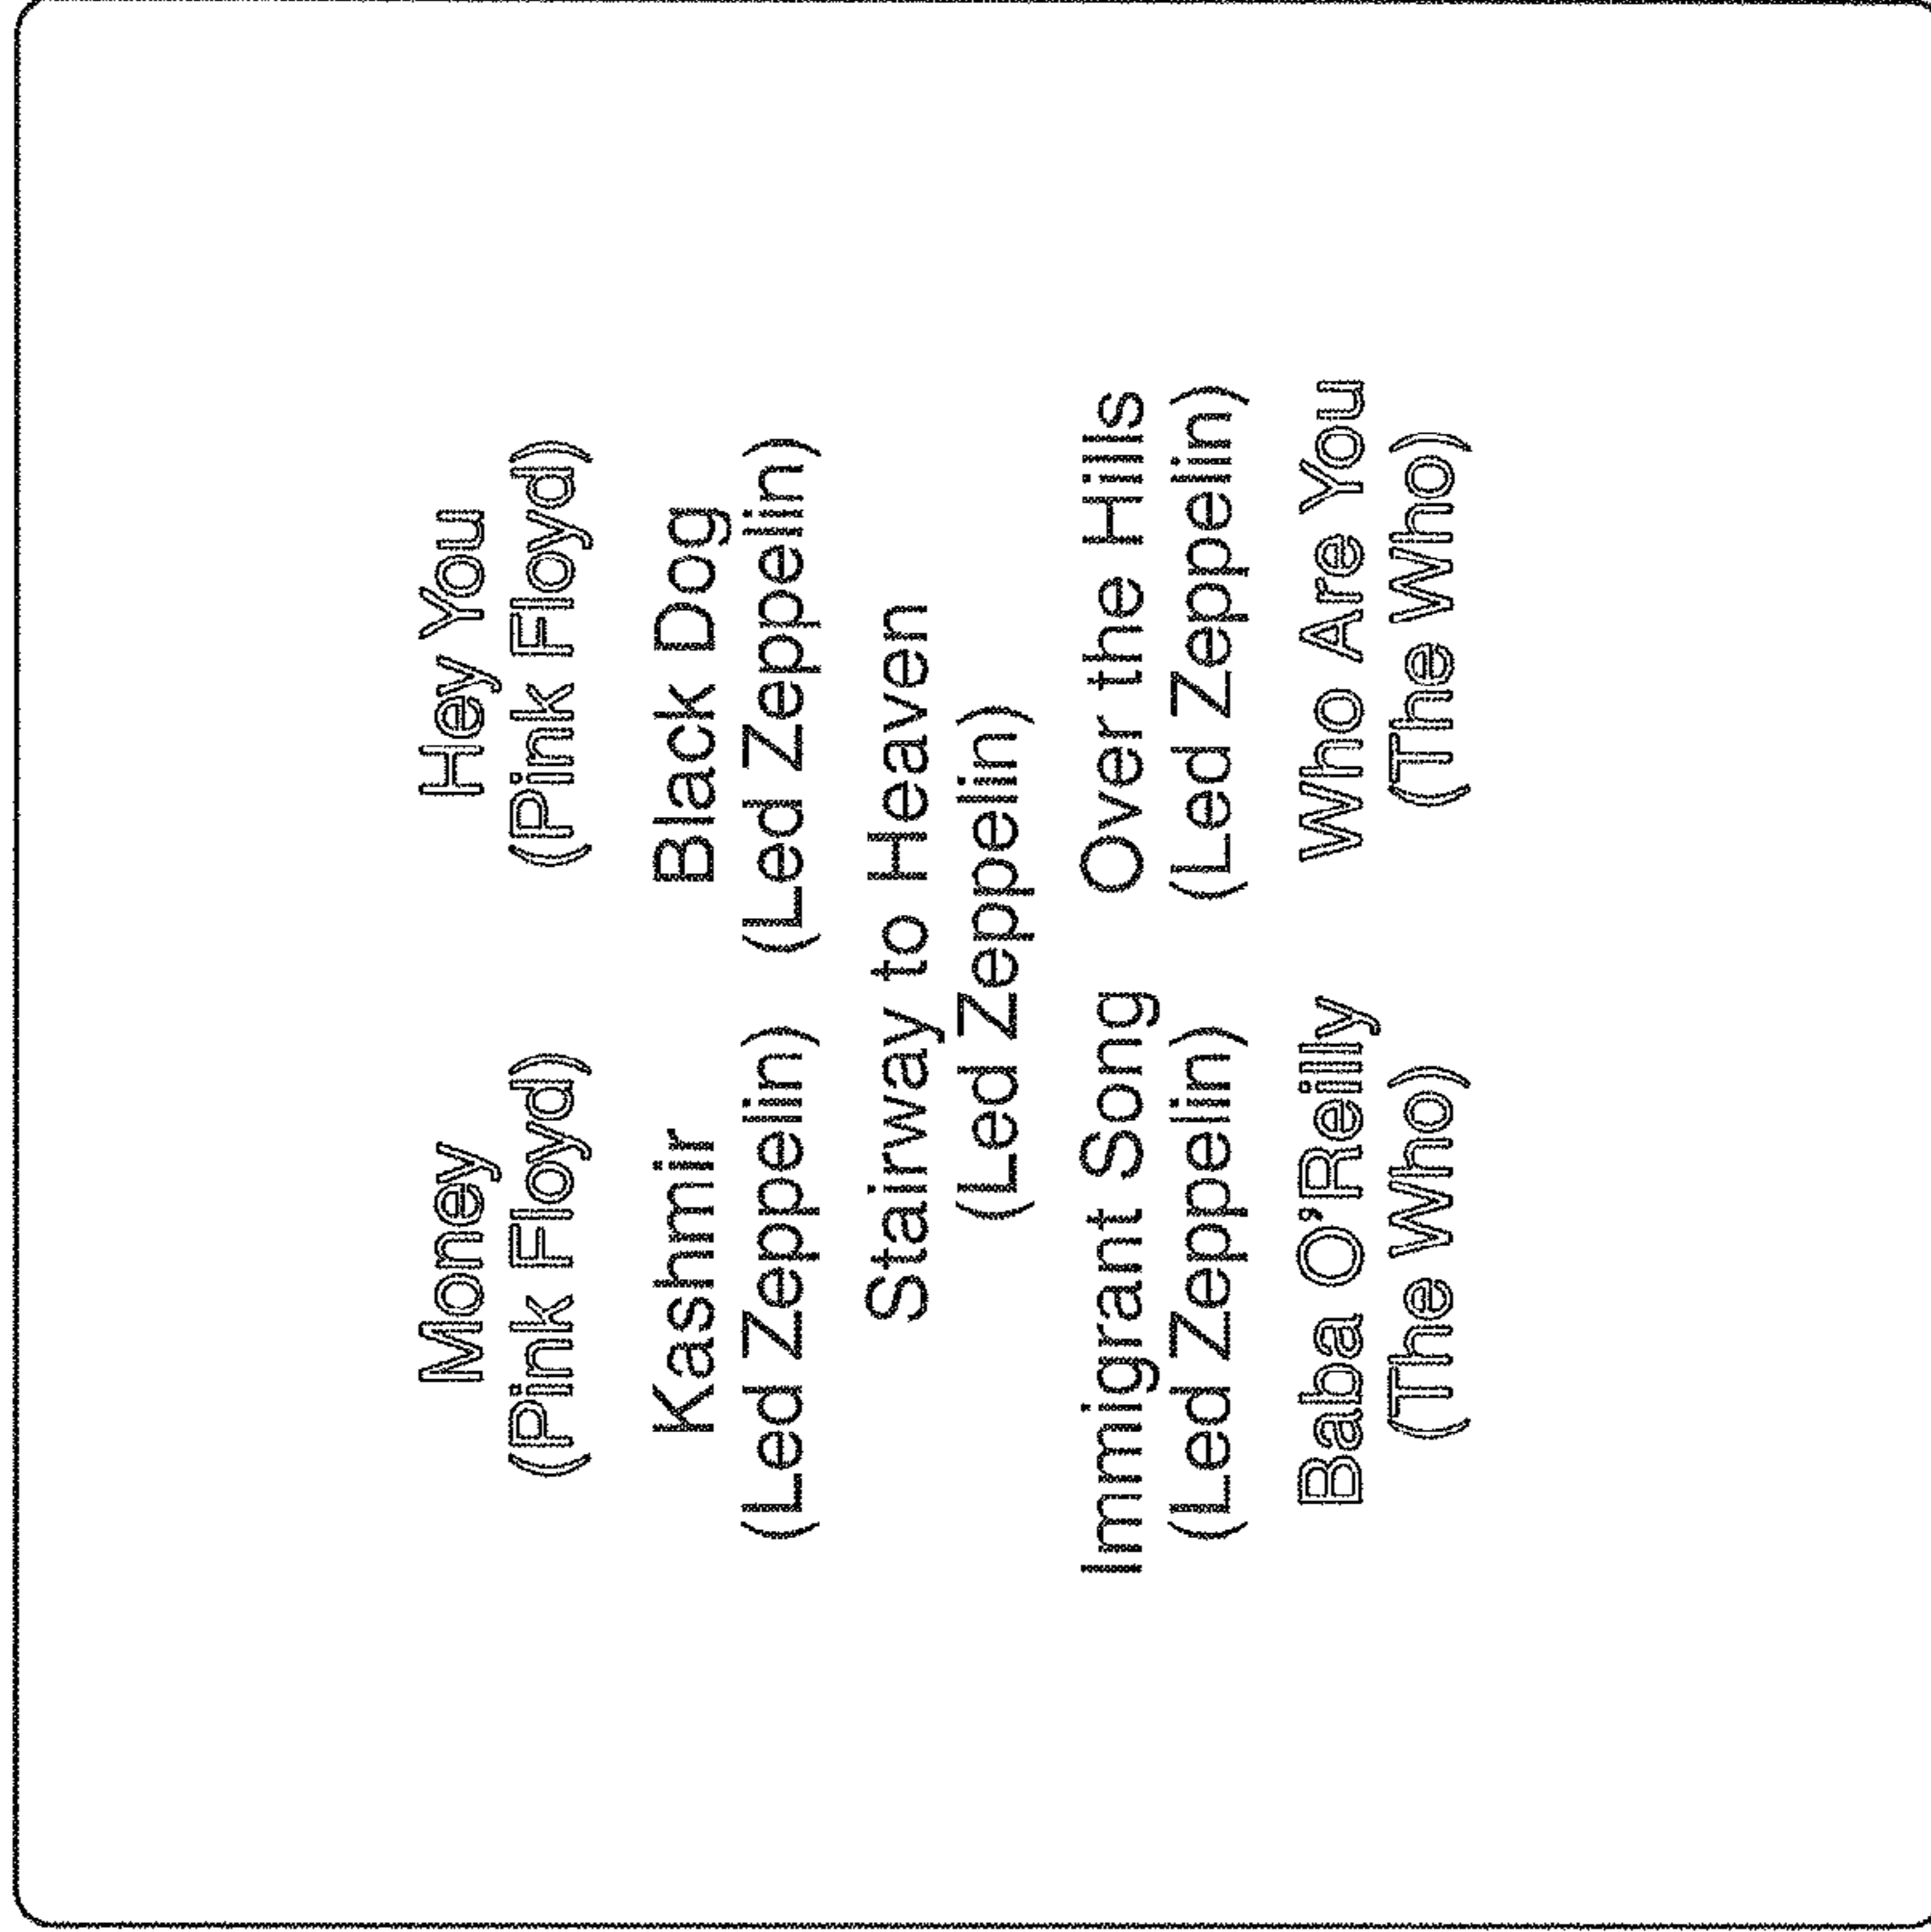 Money Hey You
(Pink Floyd) (Pink Floyd)
Kashmir Black Dog
(Led Zeppelin) (Led Zeppelin)
Stairway to Heaven
(Led Zeppelin)
Immigrant Song Over the Hills
(Led Zeppelin) (Led Zeppelin)
Baba O'Reilly Who Are You
(The Who) (The Who)